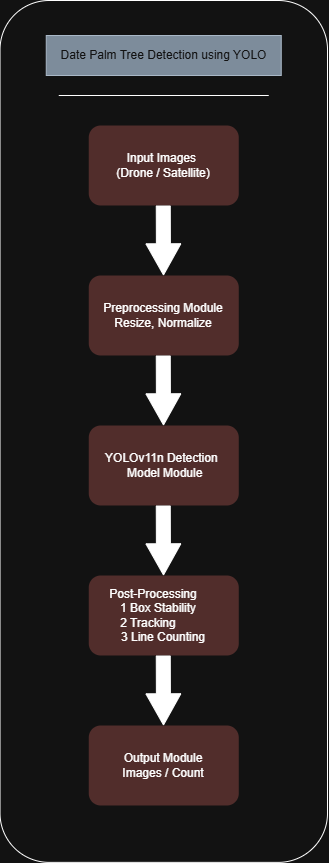 Date Palm Tree Detection using YOLO
Input Images
(Drone / Satellite)
Preprocessing Module
Resize, Normalize
YOLOv11n Detection
Model Module
Post-Processing
1 Box Stability
2 Tracking
3 Line Counting
Output Module
Images / Count